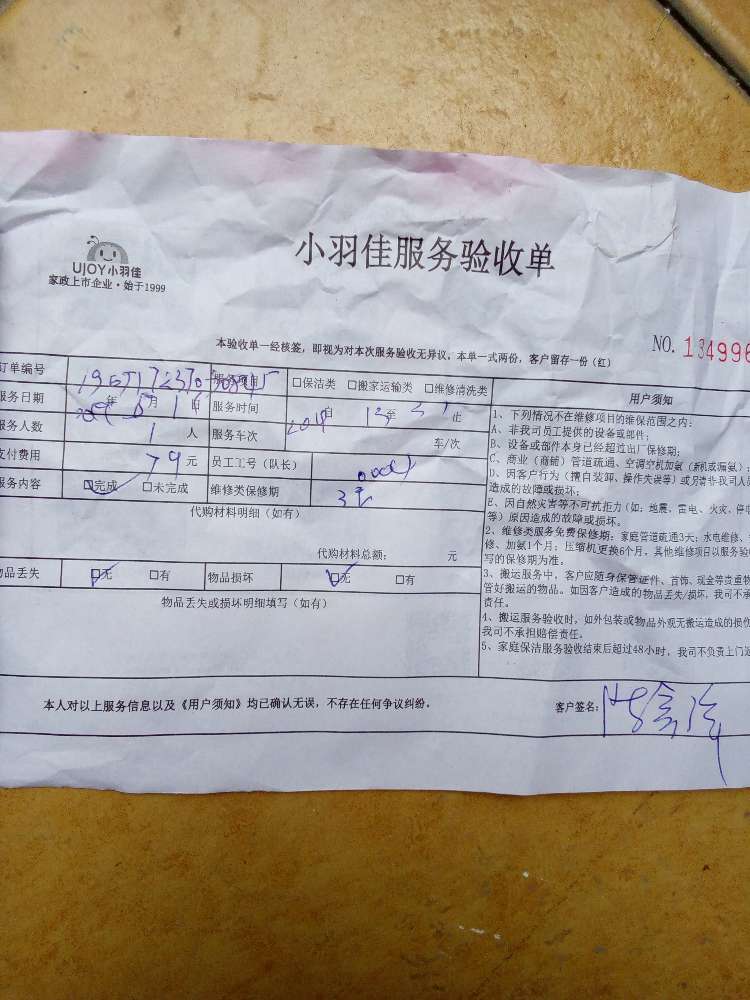 UJOY小羽佳
家政上市企业·始于1999
小羽佳服务验收单
本验收单一经核签，即视为对本次服务验收无异议，本单一式两份，客户留存一份（红）
NO. 134996
订单编号 服务项目 □保洁类 □搬家运输类 □维修清洗类
服务日期 年 月 1 日 服务时间 自 至 止
服务人数 1 人 服务车次 车/次
支付费用 79 元 员工工号（队长）
服务内容 □完成 □未完成 维修类保修期 3
代购材料明细（如有）
代购材料总额： 元
物品丢失 □无 □有 物品损坏 □无 □有
物品丢失或损坏明细填写（如有）
用户须知
1、下列情况不在维修项目的维保范围之内：
A、非我司员工提供的设备或部件；
B、设备或部件本身已经超过出厂保修期；
C、商业（商铺）管道疏通、空调空机加氨（新机或漏氨）；
D、因客户行为（擅自装卸、操作失误等）或另请非我司人员
造成的故障或损坏；
E、因自然灾害等不可抗拒力（如：地震、雷电、火灾、停电
等）原因造成的故障或损坏。
2、维修类服务免费保修期：家庭管道疏通3天；水电维修、
修、加氨1个月；压缩机更换6个月，其他维修项目以服务验
写的保修期为准。
3、搬运服务中，客户应随身保管证件、首饰、现金等贵重物
管好搬运的物品。如因客户造成的物品丢失/损坏，我司不承
责任。
4、搬运服务验收时，如外包装或物品外观无搬运造成的损伤
我司不承担赔偿责任。
5、家庭保洁服务验收结束后超过48小时，我司不负责上门返
本人对以上服务信息以及《用户须知》均已确认无误，不存在任何争议纠纷。
客户签名：